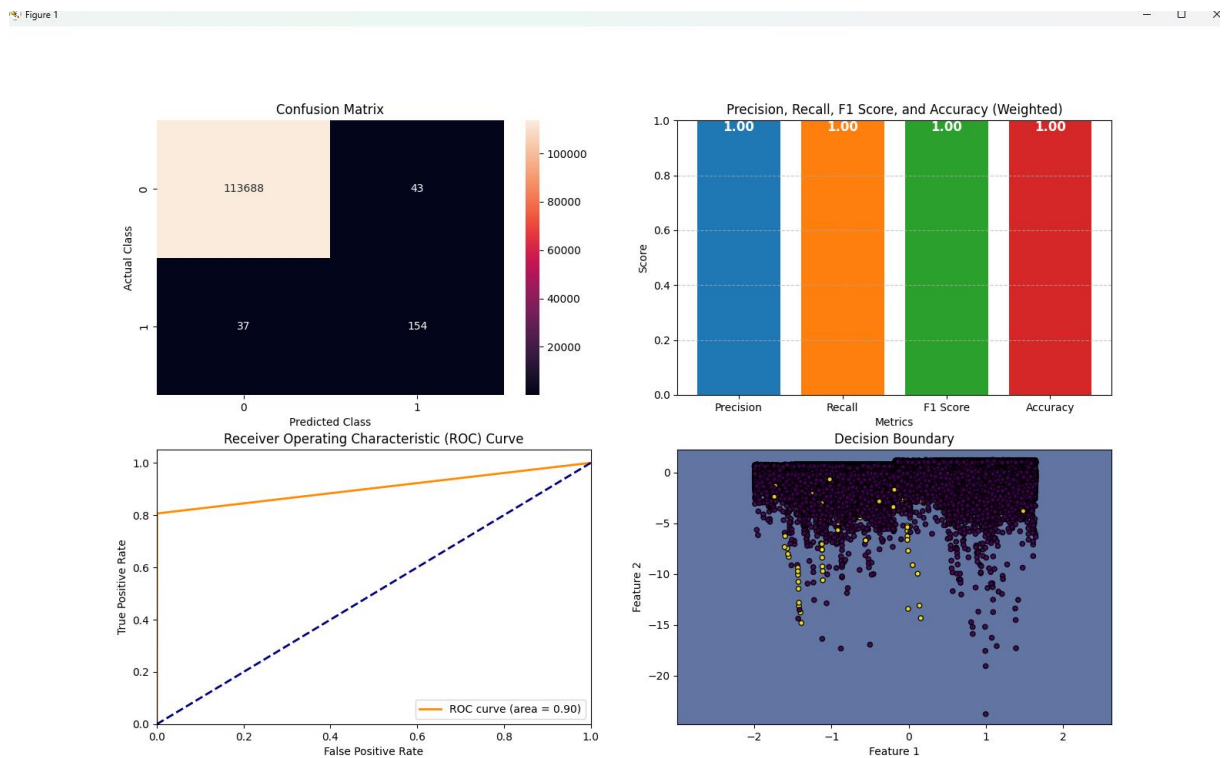 Figure 1
Confusion Matrix
Actual Class
0
1
113688
43
37
154
0
1
Predicted Class
100000
80000
60000
40000
20000
Precision, Recall, F1 Score, and Accuracy (Weighted)
Score
1.0
0.8
0.6
0.4
0.2
0.0
1.00
1.00
1.00
1.00
Precision
Recall
F1 Score
Accuracy
Metrics
Receiver Operating Characteristic (ROC) Curve
True Positive Rate
1.0
0.8
0.6
0.4
0.2
0.0
ROC curve (area = 0.90)
0.0
0.2
0.4
0.6
0.8
1.0
False Positive Rate
Decision Boundary
Feature 2
0
−5
−10
−15
−20
−2
−1
0
1
2
Feature 1